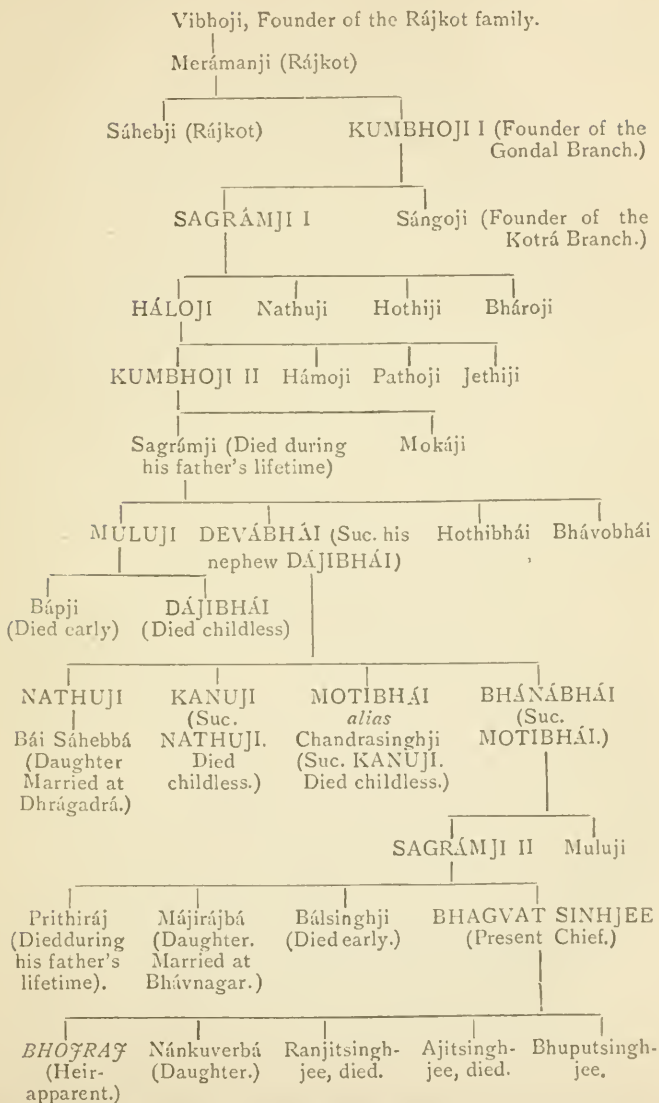 Vibhoji, Founder of the Rájkot family.
Merámanji (Rájkot)
Sáhebji (Rájkot) KUMBHOJI I (Founder of the
Gondal Branch.)
SAGRÁMJI I Sángoji (Founder of the
Kotrá Branch.)
HÁLOJI Nathuji Hothiji Bhároji
KUMBHOJI II Hámoji Pathoji Jethiji
Sagrámji (Died during Mokáji
his father's lifetime)
MULUJI DEVÁBHÁI (Suc. his Hothibhái Bhávobhái
nephew DÁJIBHÁI)
Bápji DÁJIBHÁI
(Died early) (Died childless)
NATHUJI KANUJI MOTIBHÁI BHÁNÁBHÁI
(Suc. alias (Suc.
Bái Sáhebbá NATHUJI. Chandrasinghji MOTIBHÁI.)
(Daughter Died (Suc. KANUJI.
Married at childless.) Died childless.)
Dhrágadrá.)
SAGRÁMJI II Muluji
Prithiráj Májirájbá Bálsinghji BHAGVAT SINHJEE
(Died during (Daughter. (Died early.) (Present Chief.)
his father's Married at
lifetime). Bhávnagar.)
BHOJRAJ Nánkuverbá Ranjitsingh- Ajitsingh- Bhuputsingh-
(Heir- (Daughter.) jee, died. jee, died. jee.
apparent.)